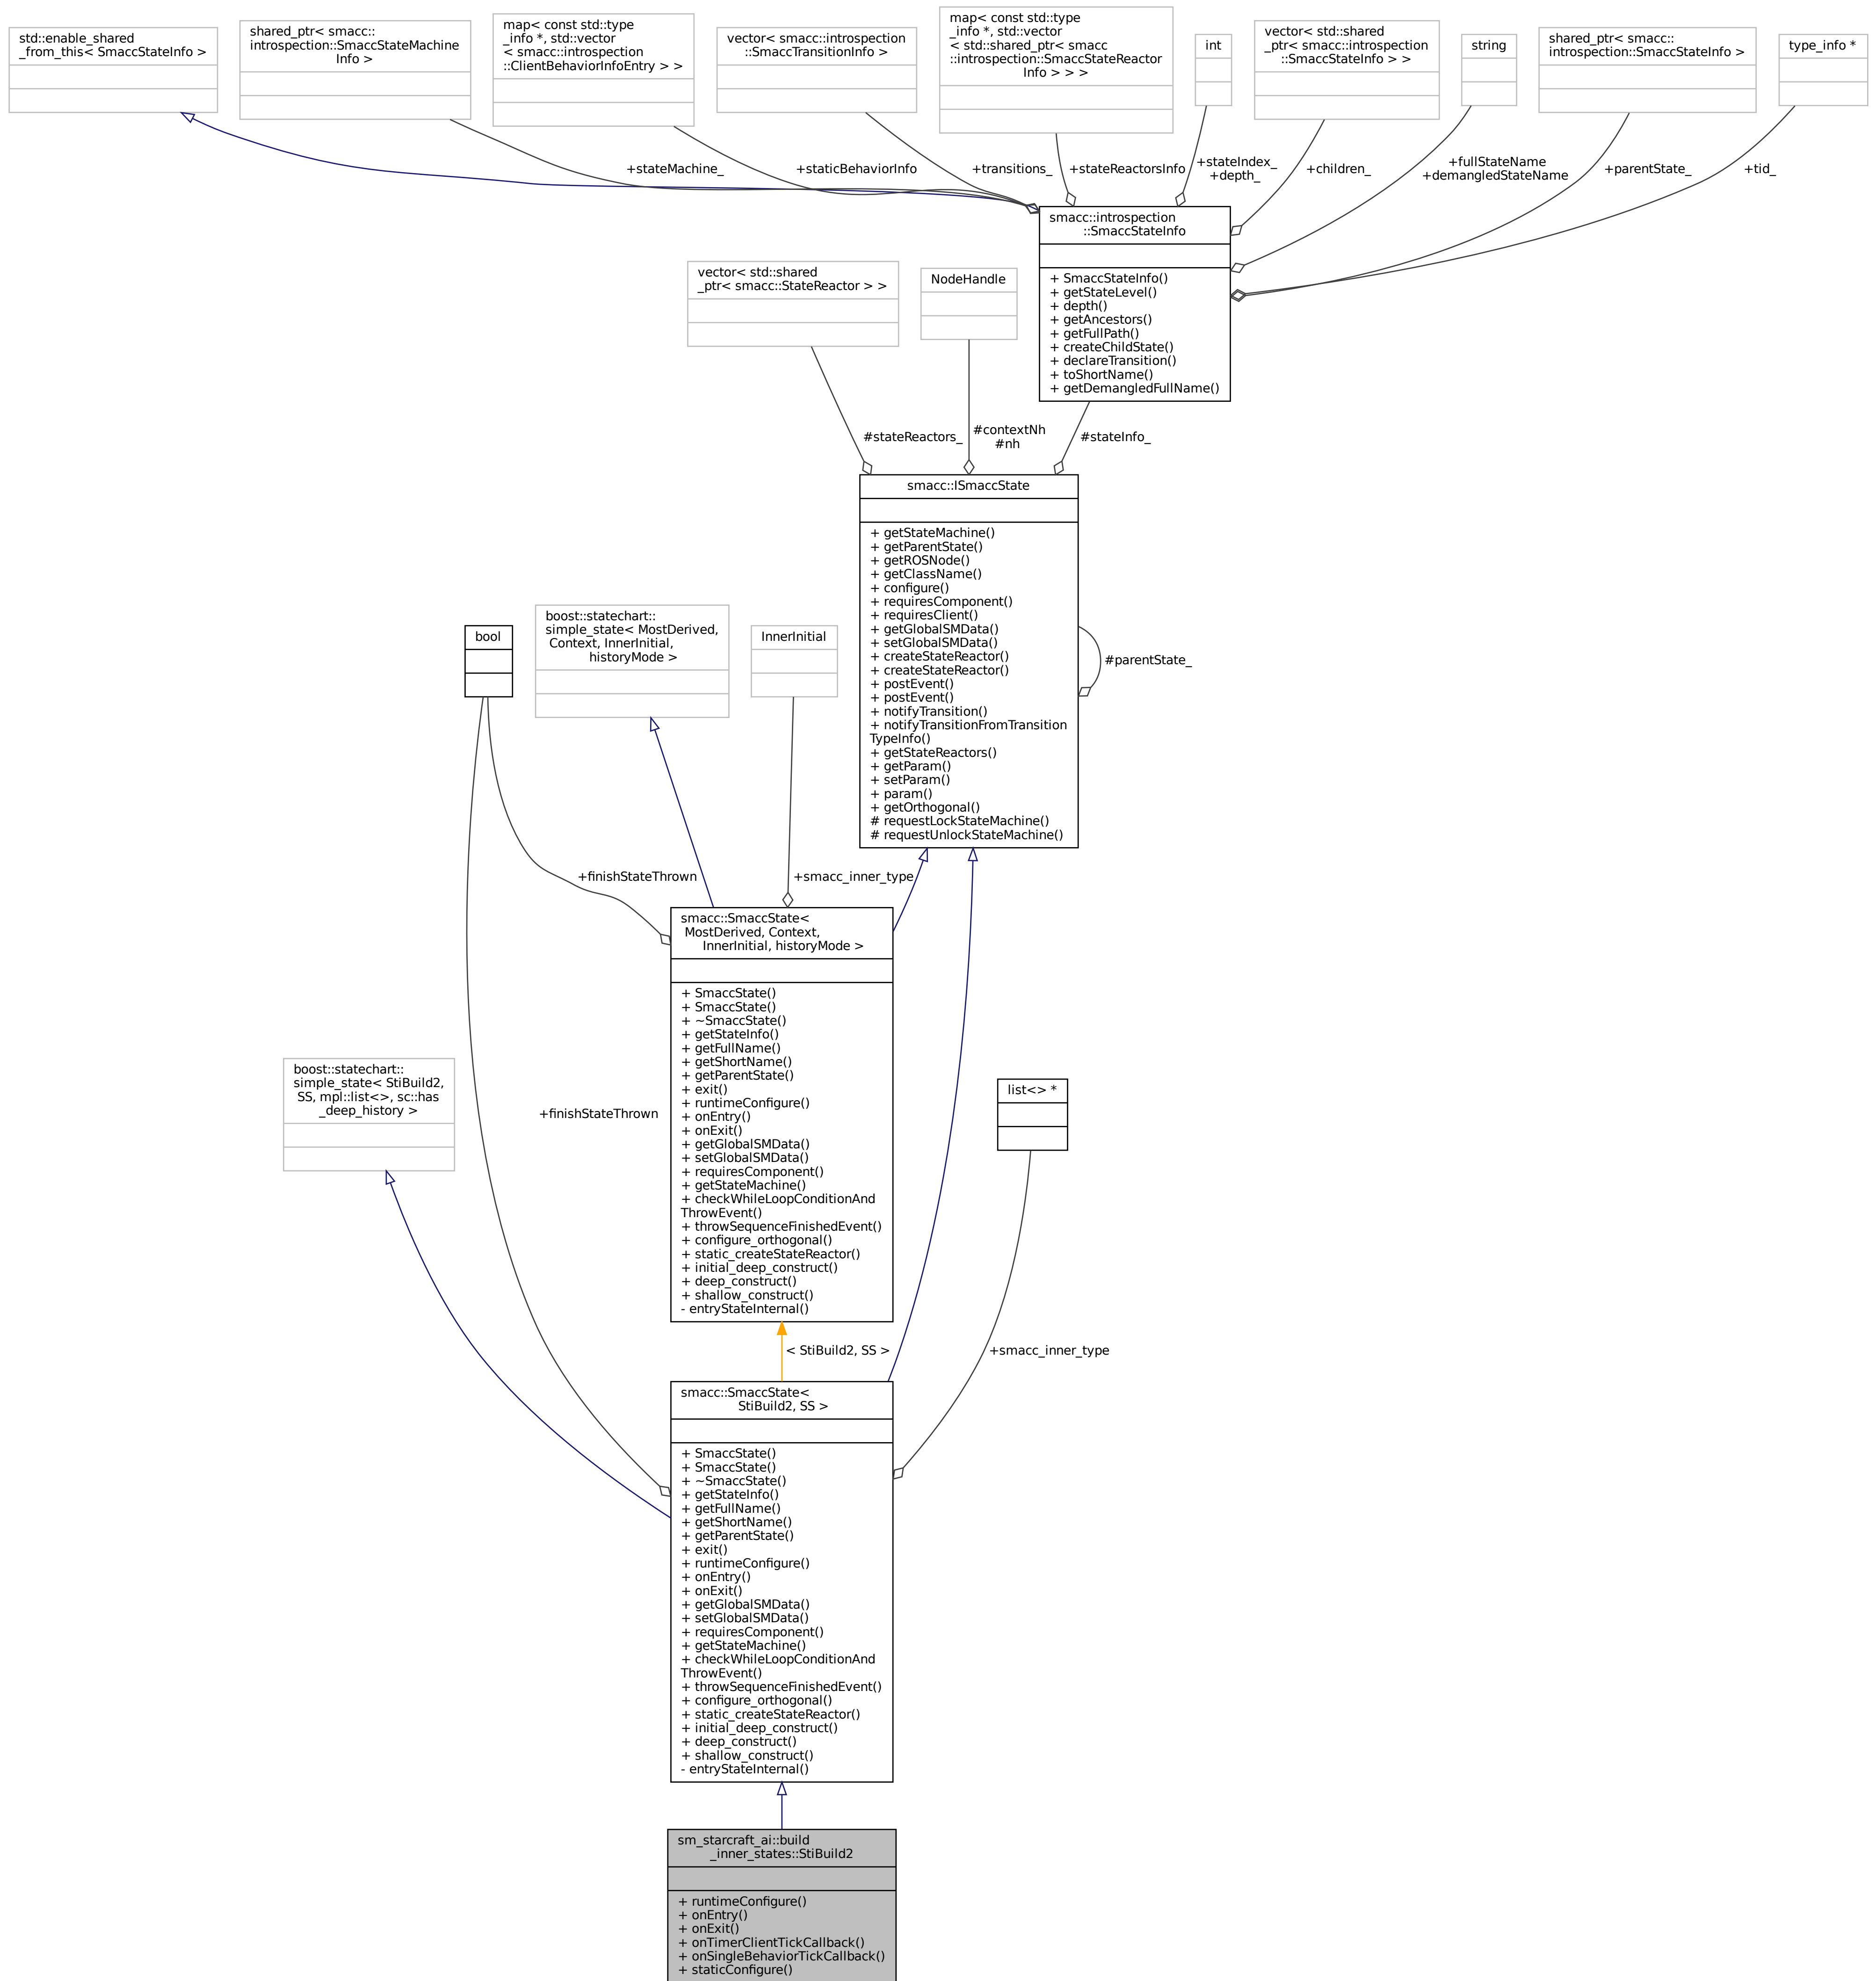 std::enable_shared
_from_this< SmaccStateInfo >
shared_ptr< smacc::
introspection::SmaccStateMachine
Info >
map< const std::type
_info *, std::vector
< smacc::introspection
::ClientBehaviorInfoEntry > >
vector< smacc::introspection
::SmaccTransitionInfo >
map< const std::type
_info *, std::vector
< std::shared_ptr< smacc
::introspection::SmaccStateReactor
Info > > >
int
vector< std::shared
_ptr< smacc::introspection
::SmaccStateInfo > >
string
shared_ptr< smacc::
introspection::SmaccStateInfo >
type_info *
+stateMachine_
+staticBehaviorInfo
+transitions_
+stateReactorsInfo
+stateIndex_
+depth_
+children_
+fullStateName
+demangledStateName
+parentState_
+tid_
smacc::introspection
::SmaccStateInfo
+ SmaccStateInfo()
+ getStateLevel()
+ depth()
+ getAncestors()
+ getFullPath()
+ createChildState()
+ declareTransition()
+ toShortName()
+ getDemangledFullName()
vector< std::shared
_ptr< smacc::StateReactor > >
NodeHandle
#stateReactors_
#contextNh
#nh
#stateInfo_
smacc::ISmaccState
+ getStateMachine()
+ getParentState()
+ getROSNode()
+ getClassName()
+ configure()
+ requiresComponent()
+ requiresClient()
+ getGlobalSMData()
+ setGlobalSMData()
+ createStateReactor()
+ createStateReactor()
+ postEvent()
+ postEvent()
+ notifyTransition()
+ notifyTransitionFromTransition
TypeInfo()
+ getStateReactors()
+ getParam()
+ setParam()
+ param()
+ getOrthogonal()
# requestLockStateMachine()
# requestUnlockStateMachine()
#parentState_
bool
boost::statechart::
simple_state< MostDerived,
Context, InnerInitial,
historyMode >
InnerInitial
+finishStateThrown
+smacc_inner_type
smacc::SmaccState<
MostDerived, Context,
InnerInitial, historyMode >
+ SmaccState()
+ SmaccState()
+ ~SmaccState()
+ getStateInfo()
+ getFullName()
+ getShortName()
+ getParentState()
+ exit()
+ runtimeConfigure()
+ onEntry()
+ onExit()
+ getGlobalSMData()
+ setGlobalSMData()
+ requiresComponent()
+ getStateMachine()
+ checkWhileLoopConditionAnd
ThrowEvent()
+ throwSequenceFinishedEvent()
+ configure_orthogonal()
+ static_createStateReactor()
+ initial_deep_construct()
+ deep_construct()
+ shallow_construct()
- entryStateInternal()
boost::statechart::
simple_state< StiBuild2,
SS, mpl::list<>, sc::has
_deep_history >
+finishStateThrown
list<> *
< StiBuild2, SS >
+smacc_inner_type
smacc::SmaccState<
StiBuild2, SS >
+ SmaccState()
+ SmaccState()
+ ~SmaccState()
+ getStateInfo()
+ getFullName()
+ getShortName()
+ getParentState()
+ exit()
+ runtimeConfigure()
+ onEntry()
+ onExit()
+ getGlobalSMData()
+ setGlobalSMData()
+ requiresComponent()
+ getStateMachine()
+ checkWhileLoopConditionAnd
ThrowEvent()
+ throwSequenceFinishedEvent()
+ configure_orthogonal()
+ static_createStateReactor()
+ initial_deep_construct()
+ deep_construct()
+ shallow_construct()
- entryStateInternal()
sm_starcraft_ai::build
_inner_states::StiBuild2
+ runtimeConfigure()
+ onEntry()
+ onExit()
+ onTimerClientTickCallback()
+ onSingleBehaviorTickCallback()
+ staticConfigure()